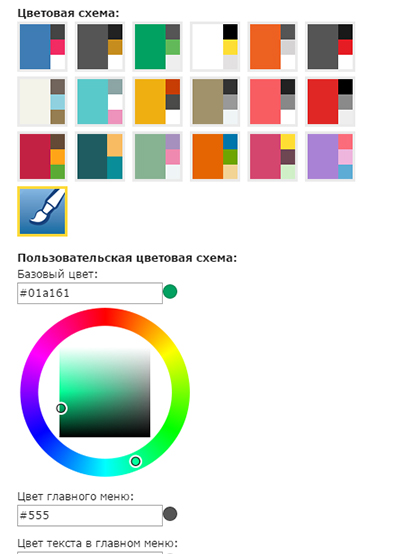 Цветовая схема:
Пользовательская цветовая схема:
Базовый цвет:
#01a161
Цвет главного меню:
#555
Цвет текста в главном меню: